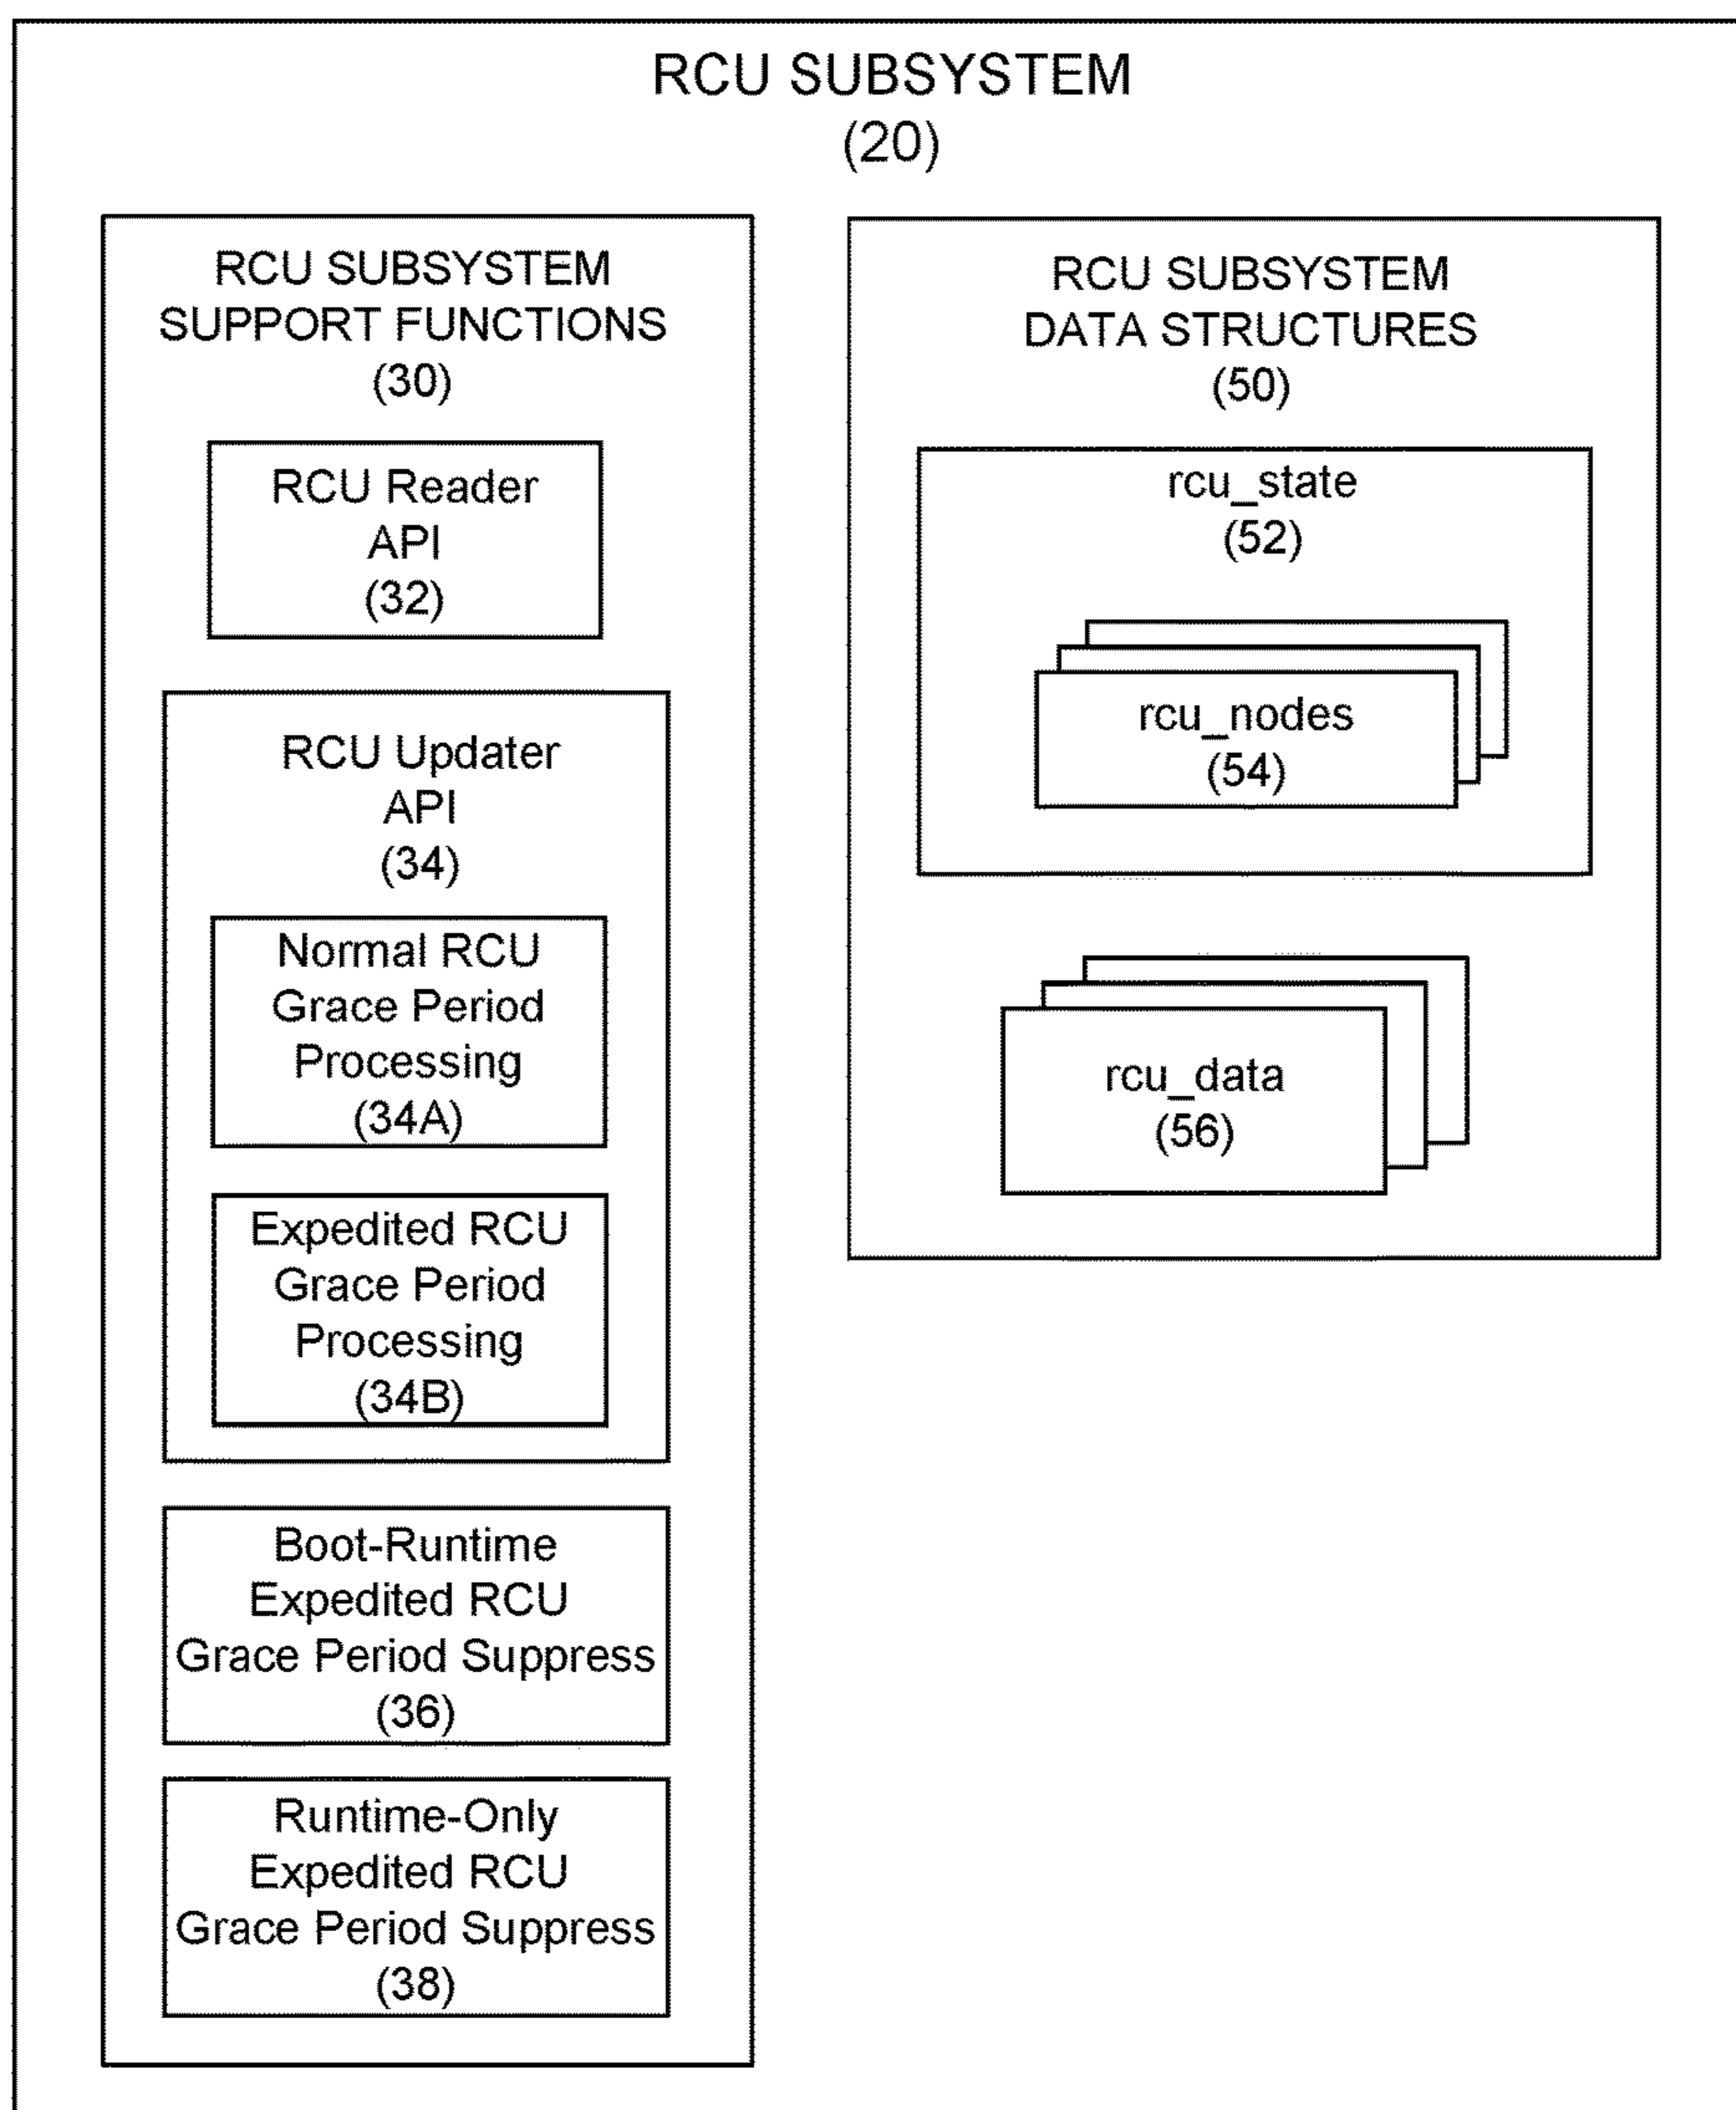 RCU SUBSYSTEM
(20)
RCU SUBSYSTEM
SUPPORT FUNCTIONS
(30)
RCU Reader
API
(32)
RCU Updater
API
(34)
Normal RCU
Grace Period
Processing
(34A)
Expedited RCU
Grace Period
Processing
(34B)
Boot-Runtime
Expedited RCU
Grace Period Suppress
(36)
Runtime-Only
Expedited RCU
Grace Period Suppress
(38)
RCU SUBSYSTEM
DATA STRUCTURES
(50)
rcu_state
(52)
rcu_nodes
(54)
rcu_data
(56)